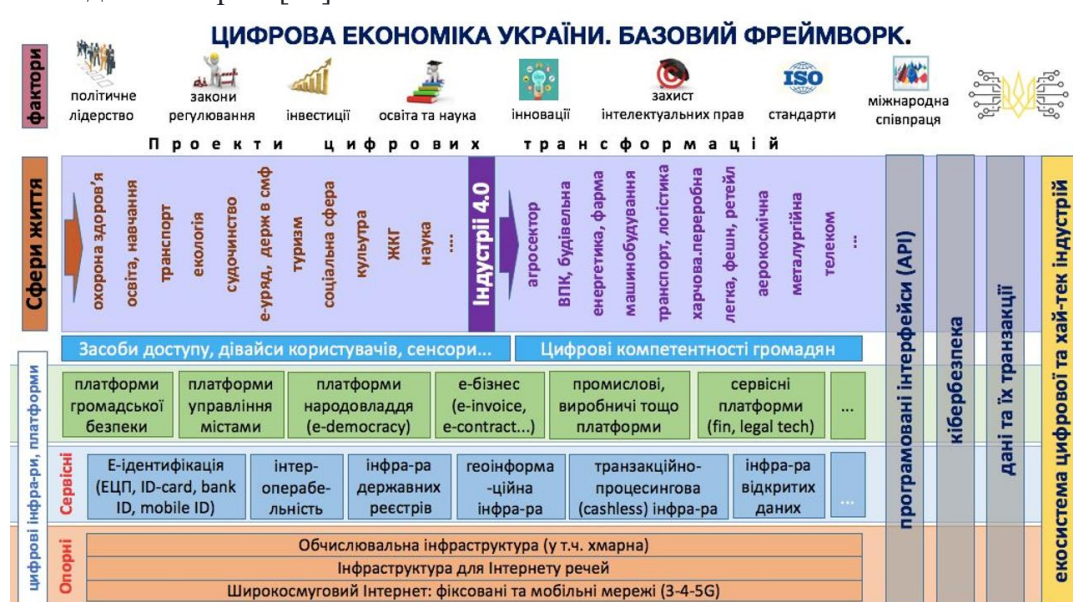 ЦИФРОВА ЕКОНОМІКА УКРАЇНИ. БАЗОВИЙ ФРЕЙМВОРК.
фактори
політичне
лідерство
закони
регулювання
інвестиції
освіта та наука
інновації
захист
інтелектуальних прав
ISO
стандарти
міжнародна
співпраця
Проекти цифрових трансформацій
Сфери життя
охорона здоров'я
освіта, навчання
транспорт
екологія
судочинство
е-уряд, держ в смф
туризм
соціальна сфера
культура
ЖКГ
наука
....
Індустрії 4.0
агросектор
ВПК, будівельна
енергетика, фарма
машинобудування
транспорт, логістика
харчова.переробна
легка, фешн, ретейл
аерокосмічна
металургійна
телеком
...
Засоби доступу, дівайси користувачів, сенсори...
Цифрові компетентності громадян
цифрові інфра-ри, платформи
платформи
громадської
безпеки
платформи
управління
містами
платформи
народовладдя
(e-democracy)
е-бізнес
(e-invoice,
e-contract...)
промислові,
виробничі тощо
платформи
сервісні
платформи
(fin, legal tech)
...
Сервісні
Е-ідентифікація
(ЕЦП, ID-card, bank
ID, mobile ID)
інтер-
операбе-
льність
інфра-ра
державних
реєстрів
геоінформа
-ційна
інфра-ра
транзакційно-
процесингова
(cashless) інфра-ра
інфра-ра
відкритих
даних
...
Опорні
Обчислювальна інфраструктура (у т.ч. хмарна)
Інфраструктура для Інтернету речей
Широкосмуговий Інтернет: фіксовані та мобільні мережі (3-4-5G)
програмовані інтерфейси (API)
кібербезпека
дані та їх транзакції
екосистема цифрової та хай-тек індустрій